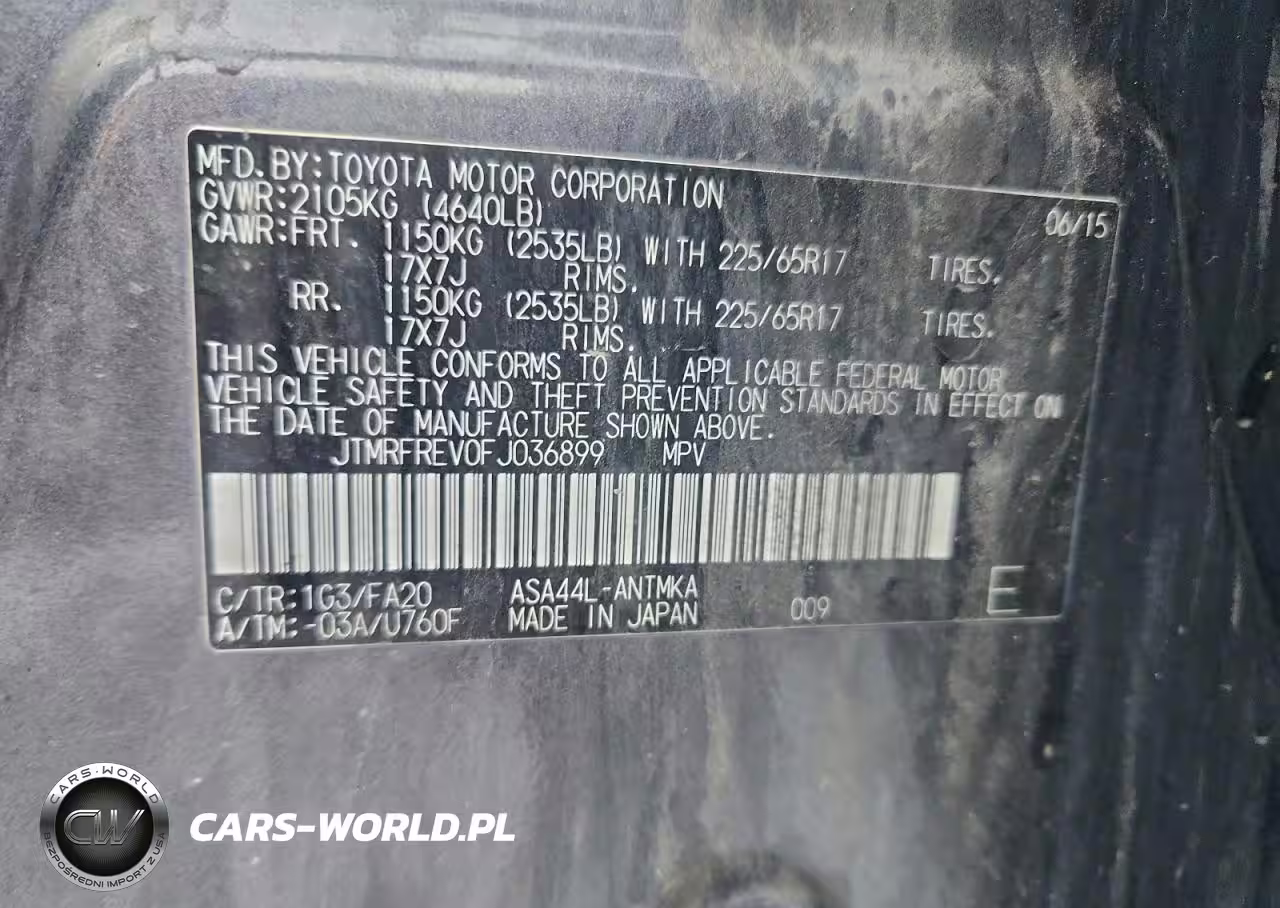 MFD. BY: TOYOTA MOTOR CORPORATION
06/15
GVWR: 2105KG (4640LB)
GAWR: FRT. 1150KG (2535LB) WITH 225/65R17 TIRES.
17X7J RIMS.
RR. 1150KG (2535LB) WITH 225/65R17 TIRES.
17X7J RIMS.
THIS VEHICLE CONFORMS TO ALL APPLICABLE FEDERAL MOTOR
VEHICLE SAFETY AND THEFT PREVENTION STANDARDS IN EFFECT ON
THE DATE OF MANUFACTURE SHOWN ABOVE.
JTMRFREV0FJ036899 MPV
C/TR: 1G3/FA20 ASA44L-ANTMKA 009 E
A/TM: -03A/U760F MADE IN JAPAN
CARS-WORLD
CW
BEZPOŚREDNI IMPORT Z USA
CARS-WORLD.PL